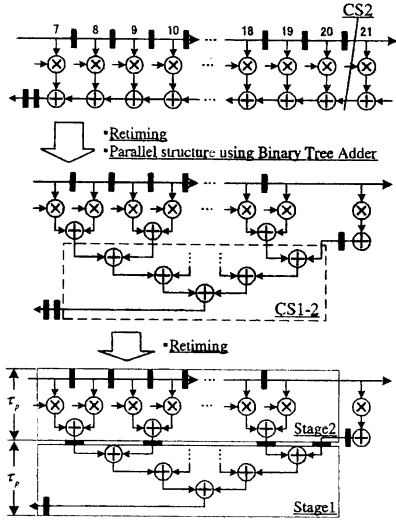 CS2
7 8 9 10 ... 18 19 20 21
...
•Retiming
•Parallel structure using Binary Tree Adder
...
CS1-2
•Retiming
τp
...
Stage2
τp
Stage1